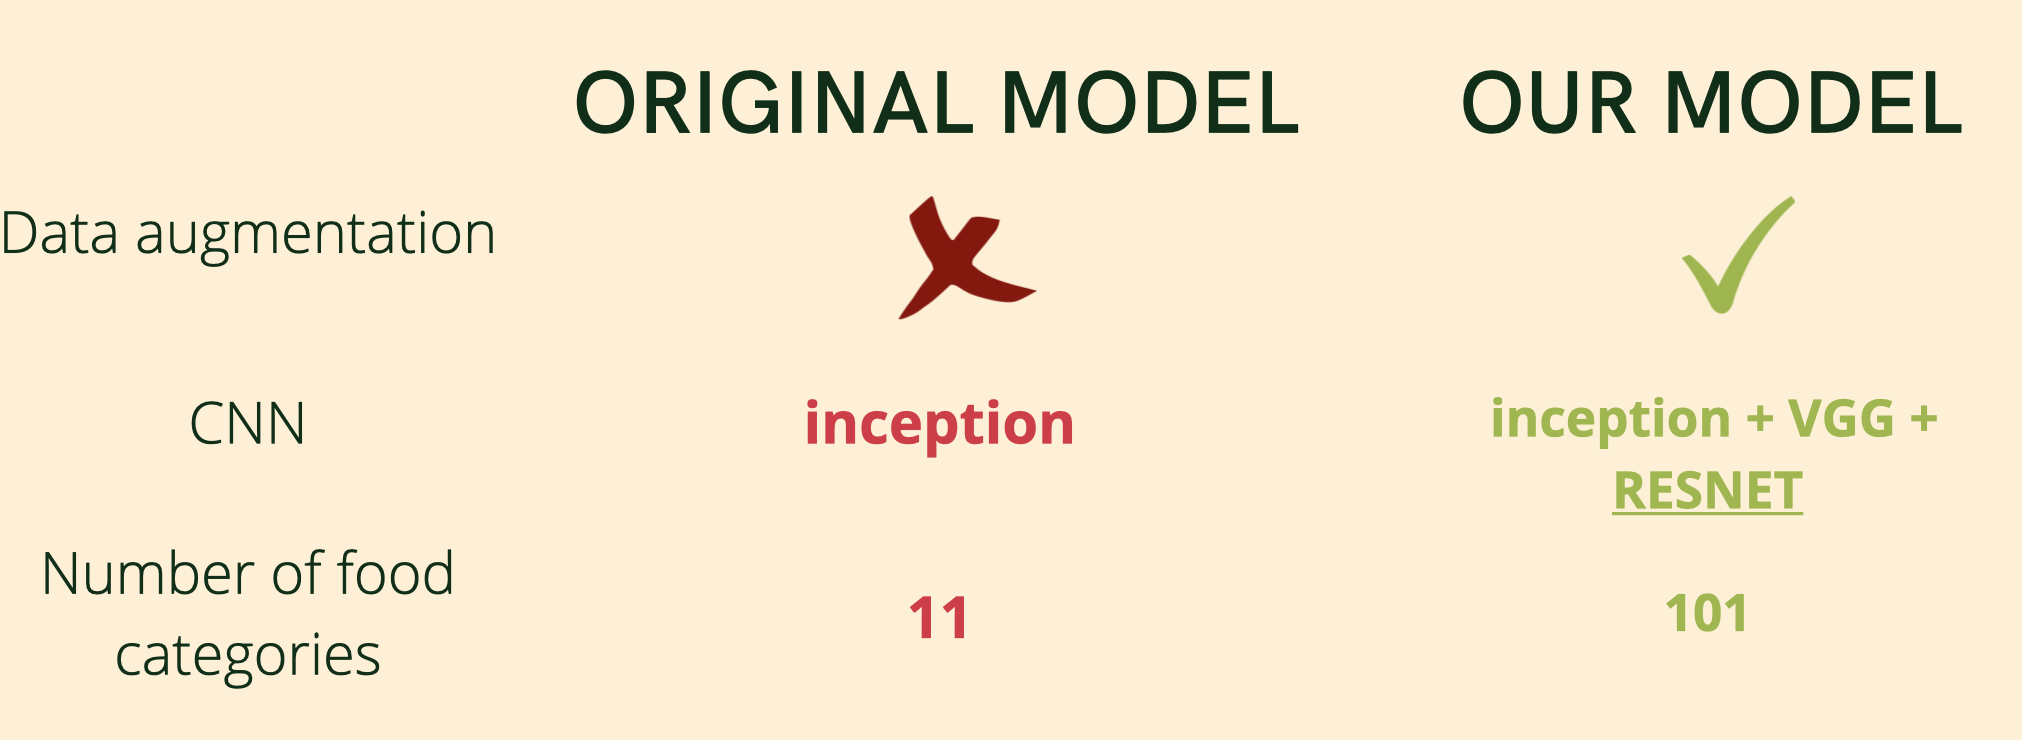 ORIGINAL MODEL OUR MODEL
Data augmentation
CNN inception inception + VGG +
RESNET
Number of food
categories 11 101